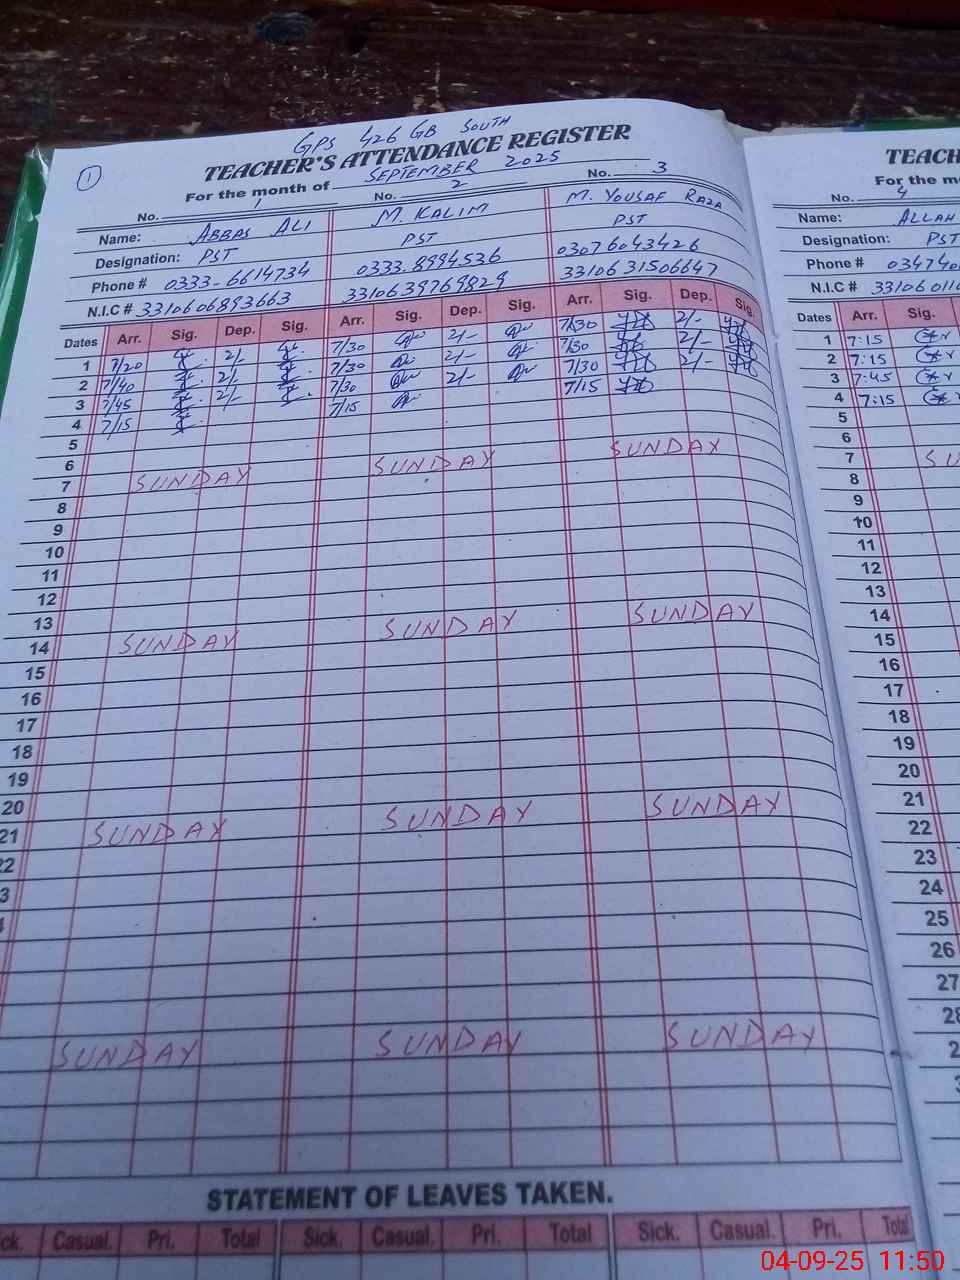 GPS 426 GB SOUTH
1
TEACHER'S ATTENDANCE REGISTER
For the month of SEPTEMBER 2025
No. 1 No. 2 No. 3
Name: ABBAS ALI M. KALIM M. YOUSAF RAZA
Designation: PST PST PST
Phone # 0333-6614734 0333-8994536 03076043426
N.I.C # 3310606893663 3310639769829 3310631506647
Dates Arr. Sig. Dep. Sig. Arr. Sig. Dep. Sig. Arr. Sig. Dep. Sig.
1 7/20 2/- 7/30 2/- 7/30 2/-
2 7/40 2/- 7/30 2/- 7/30 2/-
3 7/45 2/- 7/30 2/- 7/30 2/-
4 7/15 7/15 7/15
5
6
7 SUNDAY SUNDAY SUNDAY
8
9
10
11
12
13
14 SUNDAY SUNDAY SUNDAY
15
16
17
18
19
20
21 SUNDAY SUNDAY SUNDAY
22
SUNDAY SUNDAY SUNDAY
STATEMENT OF LEAVES TAKEN.
Casual. Pri. Total Sick. Casual. Pri. Total Sick. Casual. Pri. Total
TEACH
For the m
No. 4
Name: ALLAH
Designation: PST
Phone # 03474
N.I.C # 3310601
Dates Arr. Sig.
1 7:15
2 7:15
3 7:45
4 7:15
5
6
7 SU
8
9
10
11
12
13
14
15
16
17
18
19
20
21
22
23
24
25
26
27
28
04-09-25 11:50